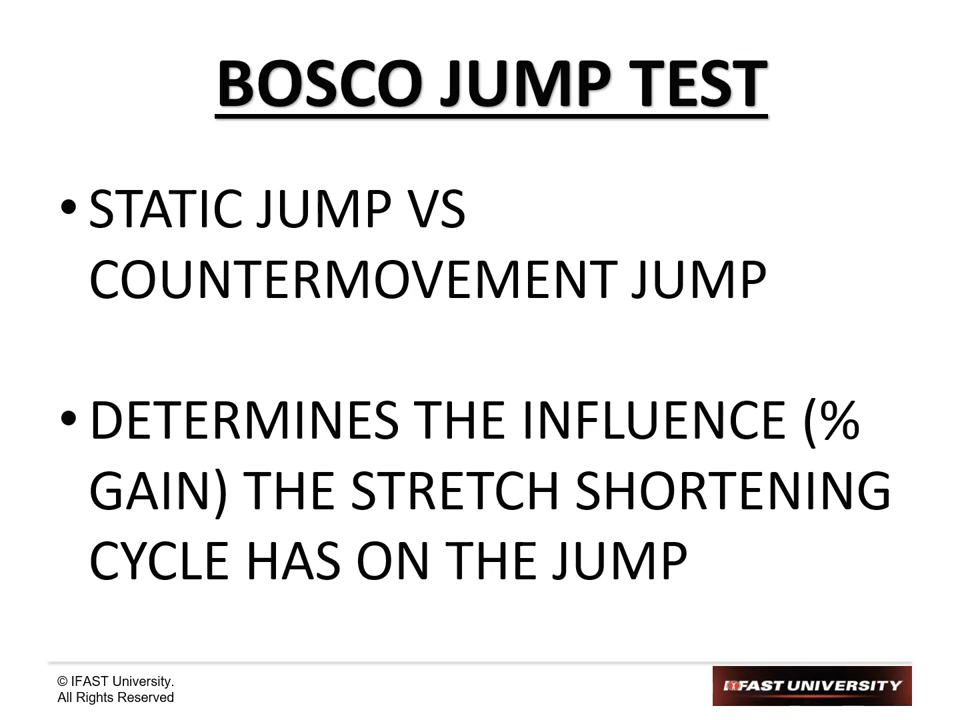 BOSCO JUMP TEST
• STATIC JUMP VS
COUNTERMOVEMENT JUMP
• DETERMINES THE INFLUENCE (%
GAIN) THE STRETCH SHORTENING
CYCLE HAS ON THE JUMP
© IFAST University.
All Rights Reserved
IFAST UNIVERSITY